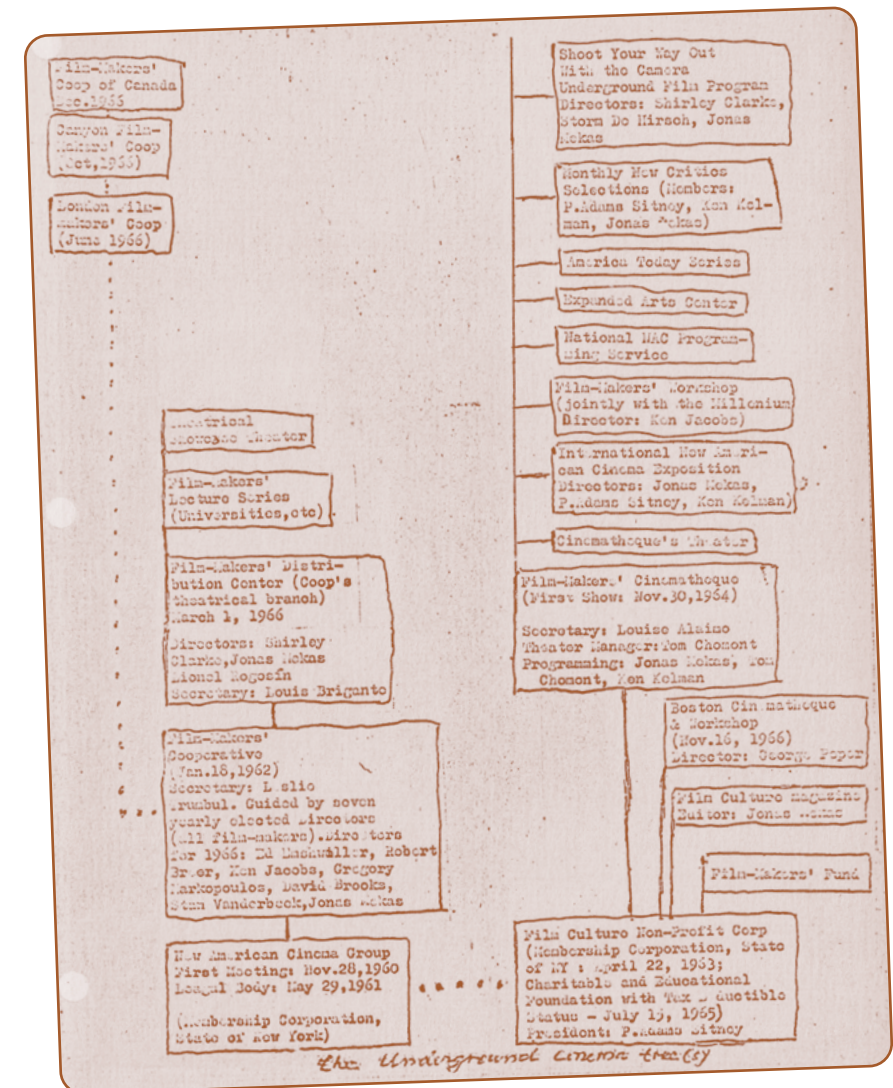 Film-Makers'
Coop of Canada
Dec.1966
Canyon Film-
Makers' Coop
(Oct,1966)
London Film-
makers' Coop
(June 1966)
Theatrical
Showcase Theater
Film-Makers'
Lecture Series
(Universities,etc)
Film-Makers' Distri-
bution Center (Coop's
theatrical branch)
March 1, 1966
Directors: Shirley
Clarke,Jonas Mekas
Lionel Rogosin
Secretary: Louis Briganto
Film-Makers'
Cooperative
(Jan.18,1962)
Secretary: Leslie
Trumbul. Guided by seven
yearly elected Directors
(all film-makers).Directors
for 1966: Ed Emshwiller, Robert
Breer, Ken Jacobs, Gregory
Markopoulos, David Brooks,
Stan Vanderbeek,Jonas Mekas
New American Cinema Group
First Meeting: Nov.28,1960
Body: May 29,1961
(Membership Corporation,
State of New York)
Shoot Your Way Out
With the Camera
Underground Film Program
Directors: Shirley Clarke,
Storm De Hirsch, Jonas
Mekas
Monthly New Critics
Selections (Members:
P.Adams Sitney, Ken Kel-
man, Jonas Mekas)
America Today Series
Expanded Arts Center
National NAC Program-
ming Service
Film-Makers' Workshop
(jointly with the Millenium
Director: Ken Jacobs)
International New Ameri-
can Cinema Exposition
Directors: Jonas Mekas,
P.Adams Sitney, Ken Kelman)
Cinematheque's Theater
Film-Makers' Cinematheque
(First Show: Nov.30,1964)
Secretary: Louise Alaimo
Theater Manager:Tom Chomont
Programming: Jonas Mekas, Tom
Chomont, Ken Kelman
Boston Cinematheque
& Workshop
(Nov.16, 1966)
Director: George Peper
Film Culture magazine
Editor: Jonas Mekas
Film-Makers' Fund
Film Culture Non-Profit Corp
(Membership Corporation, State
of NY : April 22, 1963;
Charitable and Educational
Foundation with Tax Deductible
Status - July 19, 1965)
President: P.Adams Sitney
the Underground cinema tree